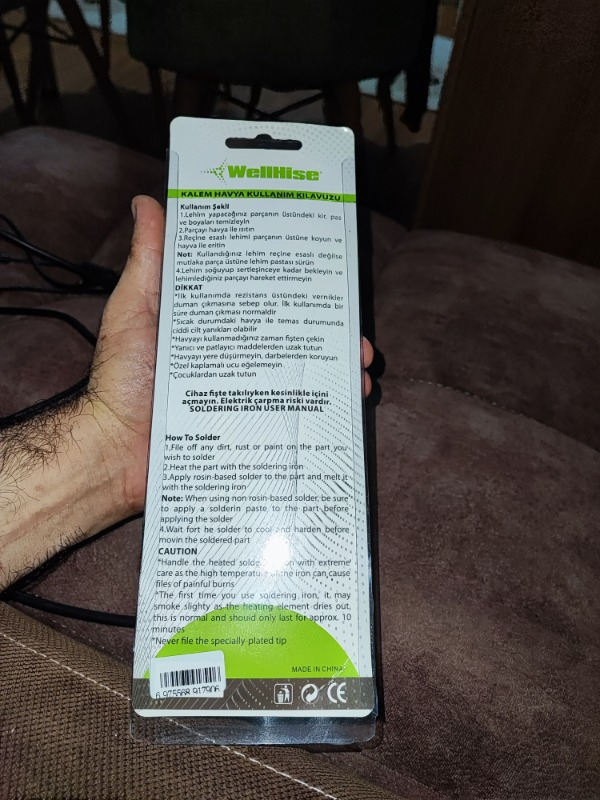 WellHise
KALEM HAVYA KULLANIM KILAVUZU
Kullanım Şekil
1.Lehim yapacağınız parçanın üstündeki kir, pas
ve boyaları temizleyin
2.Parçayı havya ile ısıtın
3.Reçine esaslı lehimi parçanın üstüne koyun ve
havya ile eritin
Not: Kullandığınız lehim reçine esaslı değilse
mutlaka parça üstüne lehim pastası sürün
4.Lehim soğuyup sertleşinceye kadar bekleyin ve
lehimlediğiniz parçayı hareket ettirmeyin
DİKKAT
*İlk kullanımda rezistans üstündeki vernikler
duman çıkmasına sebep olur. İlk kullanımda bir
süre duman çıkması normaldir
*Sıcak durumdaki havya ile temas durumunda
ciddi cilt yanıkları olabilir
*Havyayı kullanmadığınız zaman fişten çekin
*Yanıcı ve patlayıcı maddelerden uzak tutun
*Havyayı yere düşürmeyin, darbelerden koruyun
*Özel kaplamalı ucu eğelemeyin
*Çocuklardan uzak tutun
Cihaz fişte takılıyken kesinlikle içini
açmayın. Elektrik çarpma riski vardır.
SOLDERING IRON USER MANUAL
How To Solder
1.File off any dirt, rust or paint on the part you
wish to solder
2.Heat the part with the soldering iron
3.Apply rosin-based solder to the part and melt it
with the soldering iron
Note: When using non rosin-based solder, be sure
to apply a solderin paste to the part before
applying the solder
4.Wait fort he solder to cool and harden before
movin the soldered part
CAUTION
*Handle the heated soldering iron with extreme
care as the high temperature of the iron can cause
files of painful burns
*The first time you use soldering iron, it may
smoke slighty as the heating element dries out,
this is normal and should only last for approx. 10
minutes
*Never file the specially-plated tip
MADE IN CHINA
6 975568 917906
CE